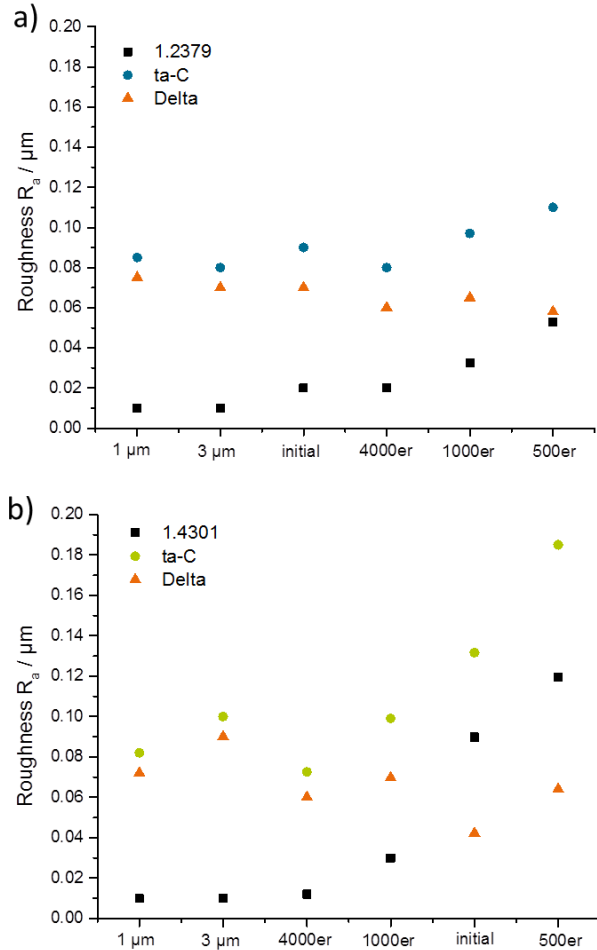 a)
0.20
0.18
0.16
0.14
0.12
0.10
0.08
0.06
0.04
0.02
0.00
Roughness Rₐ / µm
1.2379
ta-C
Delta
1 µm 3 µm initial 4000er 1000er 500er
b)
0.20
0.18
0.16
0.14
0.12
0.10
0.08
0.06
0.04
0.02
0.00
Roughness Rₐ / µm
1.4301
ta-C
Delta
1 µm 3 µm 4000er 1000er initial 500er